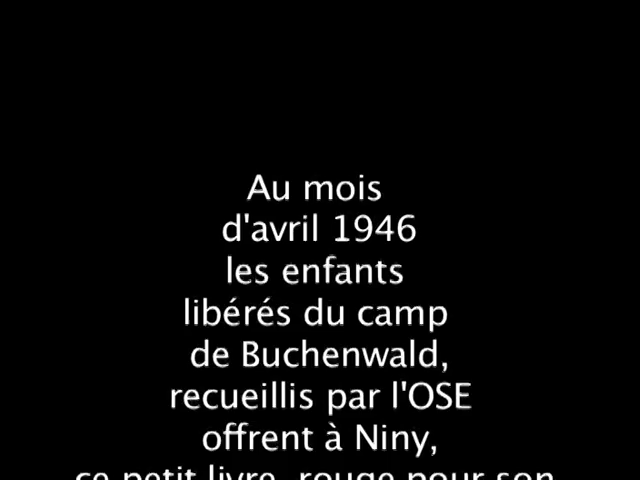 Au mois
d'avril 1946
les enfants
libérés du camp
de Buchenwald,
recueillis par l'OSE
offrent à Niny,
ce petit livre, rouge pour son